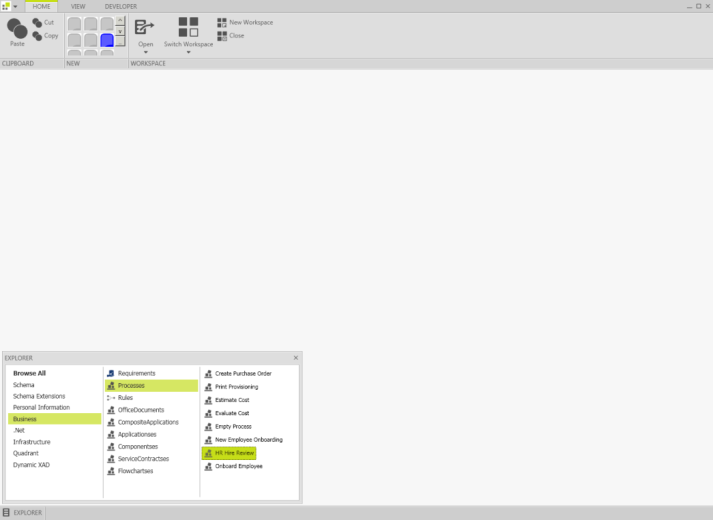 HOME VIEW DEVELOPER
Paste
Cut
Copy
Open
Switch Workspace
New Workspace
Close
CLIPBOARD NEW WORKSPACE
EXPLORER
Browse All
Schema
Schema Extensions
Personal Information
Business
.Net
Infrastructure
Quadrant
Dynamic XAD
Requirements
Processes
Rules
OfficeDocuments
CompositeApplications
Applicationses
Componentses
ServiceContractses
Flowchartses
Create Purchase Order
Print Provisioning
Estimate Cost
Evaluate Cost
Empty Process
New Employee Onboarding
HR Hire Review
Onboard Employee
EXPLORER